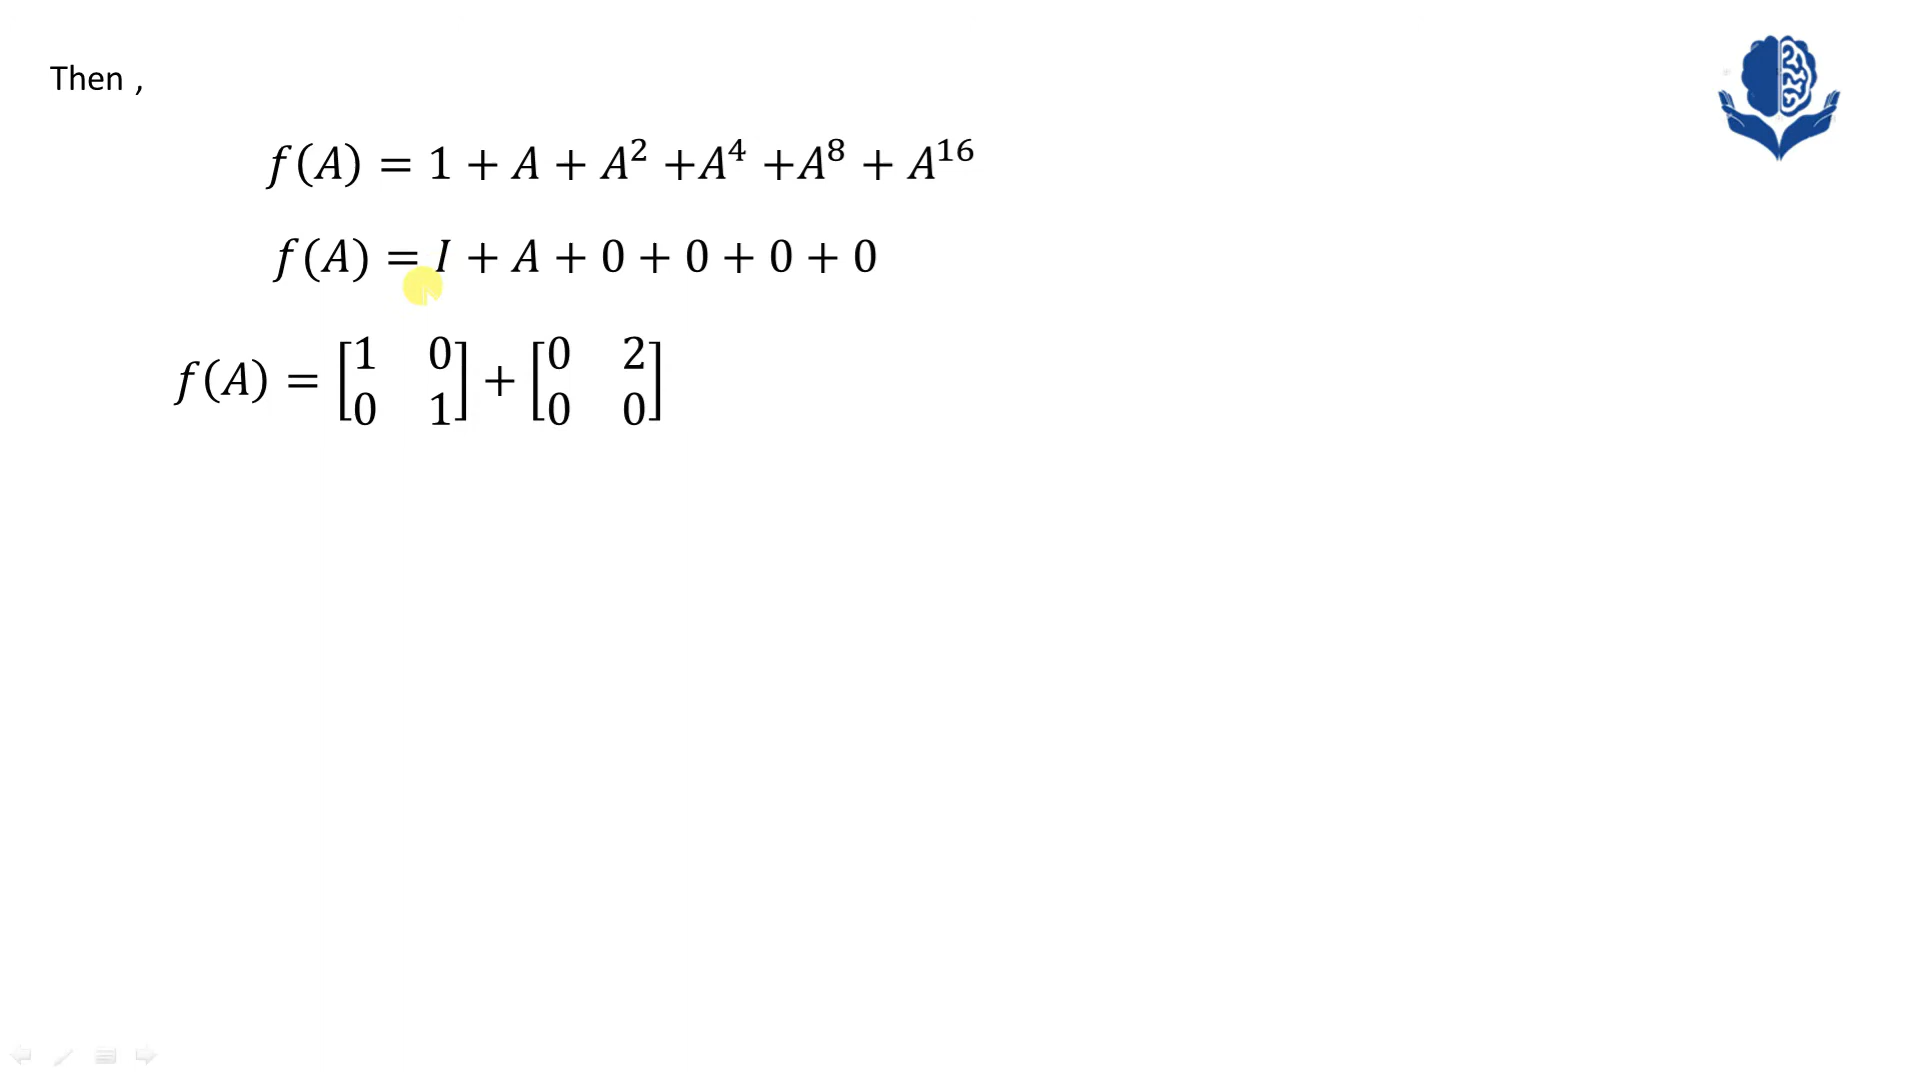 Then ,
f(A) = 1 + A + A² +A⁴ +A⁸ + A¹⁶
f(A) = I + A + 0 + 0 + 0 + 0
f(A) = [1 0; 0 1] + [0 2; 0 0]